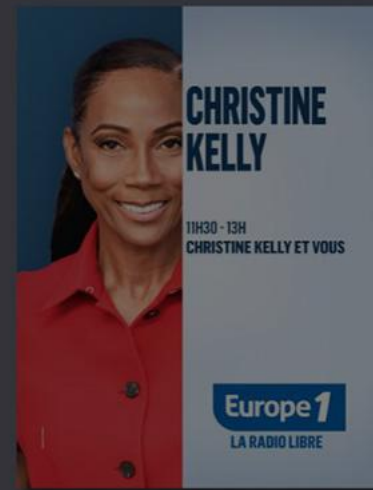 CHRISTINE
KELLY
11H30 - 13H
CHRISTINE KELLY ET VOUS
Europe 1
LA RADIO LIBRE